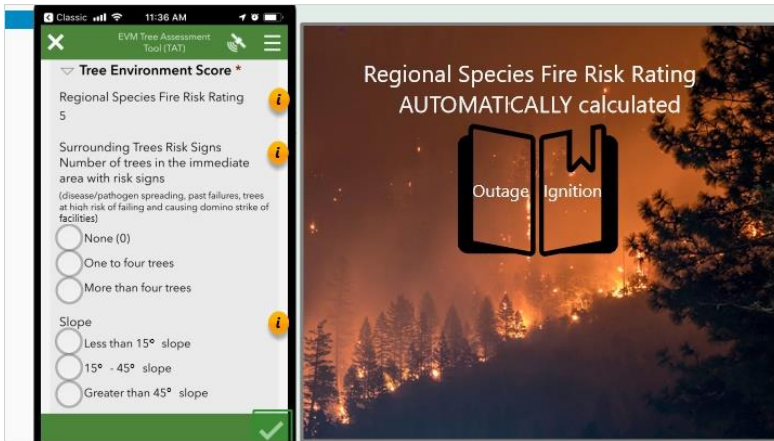 Classic 11:36 AM
EVM Tree Assessment
Tool (TAT)
Tree Environment Score *
Regional Species Fire Risk Rating
5
Surrounding Trees Risk Signs
Number of trees in the immediate
area with risk signs
(disease/pathogen spreading, past failures, trees
at high risk of failing and causing domino strike of
facilities)
None (0)
One to four trees
More than four trees
Slope
Less than 15º slope
15º - 45º slope
Greater than 45º slope
Regional Species Fire Risk Rating
AUTOMATICALLY calculated
Outage Ignition